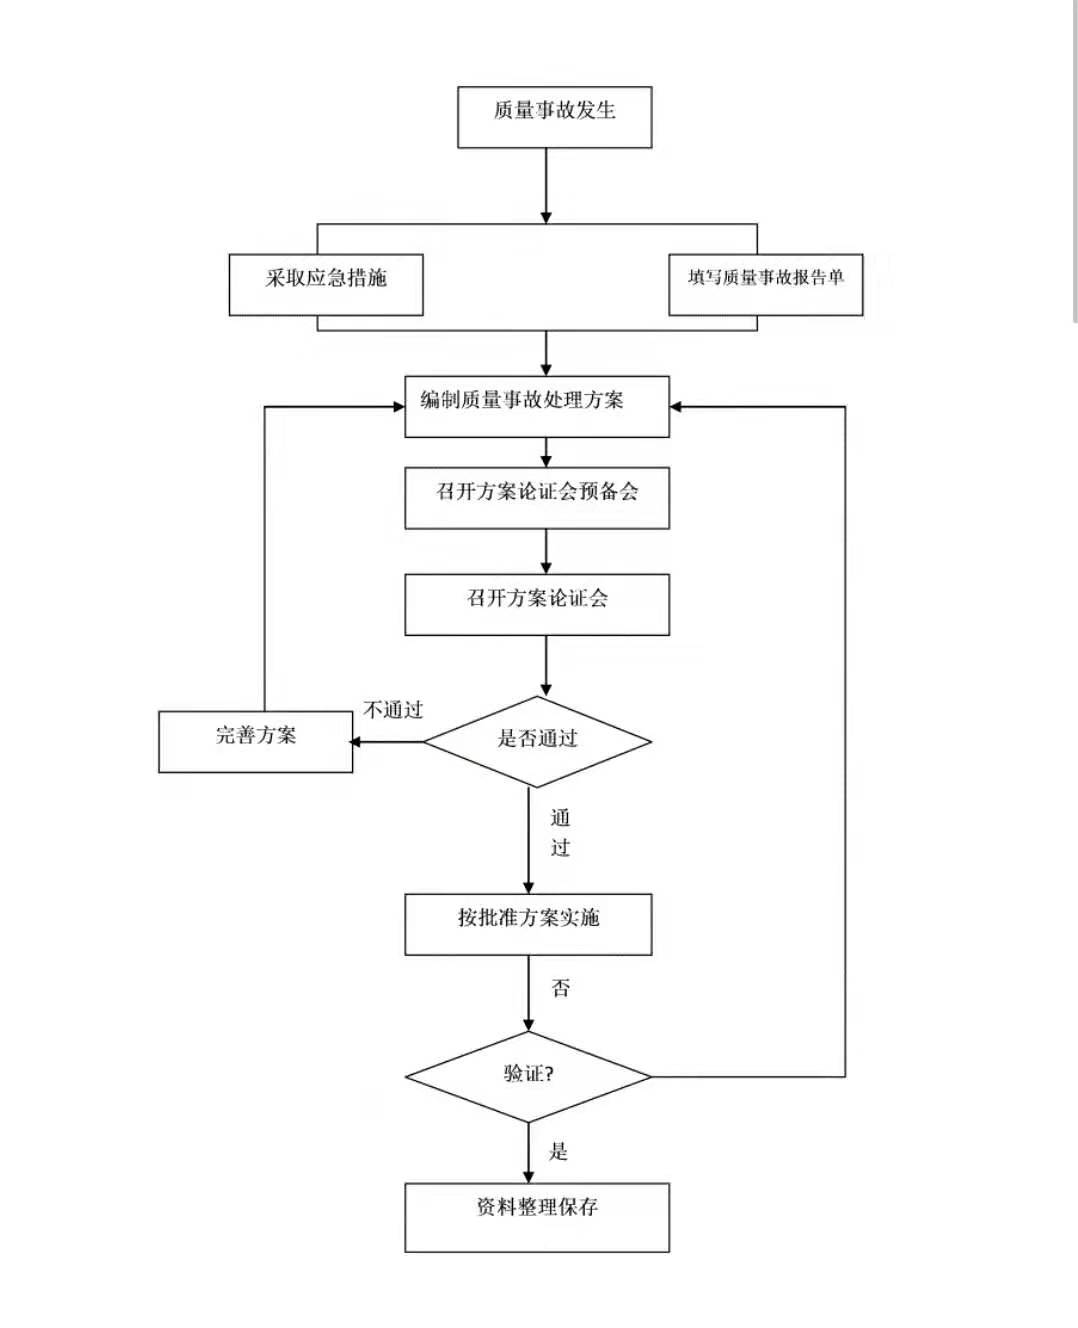 质量事故发生
采取应急措施
填写质量事故报告单
编制质量事故处理方案
召开方案论证会预备会
召开方案论证会
不通过
完善方案
是否通过
通
过
按批准方案实施
否
验证?
是
资料整理保存